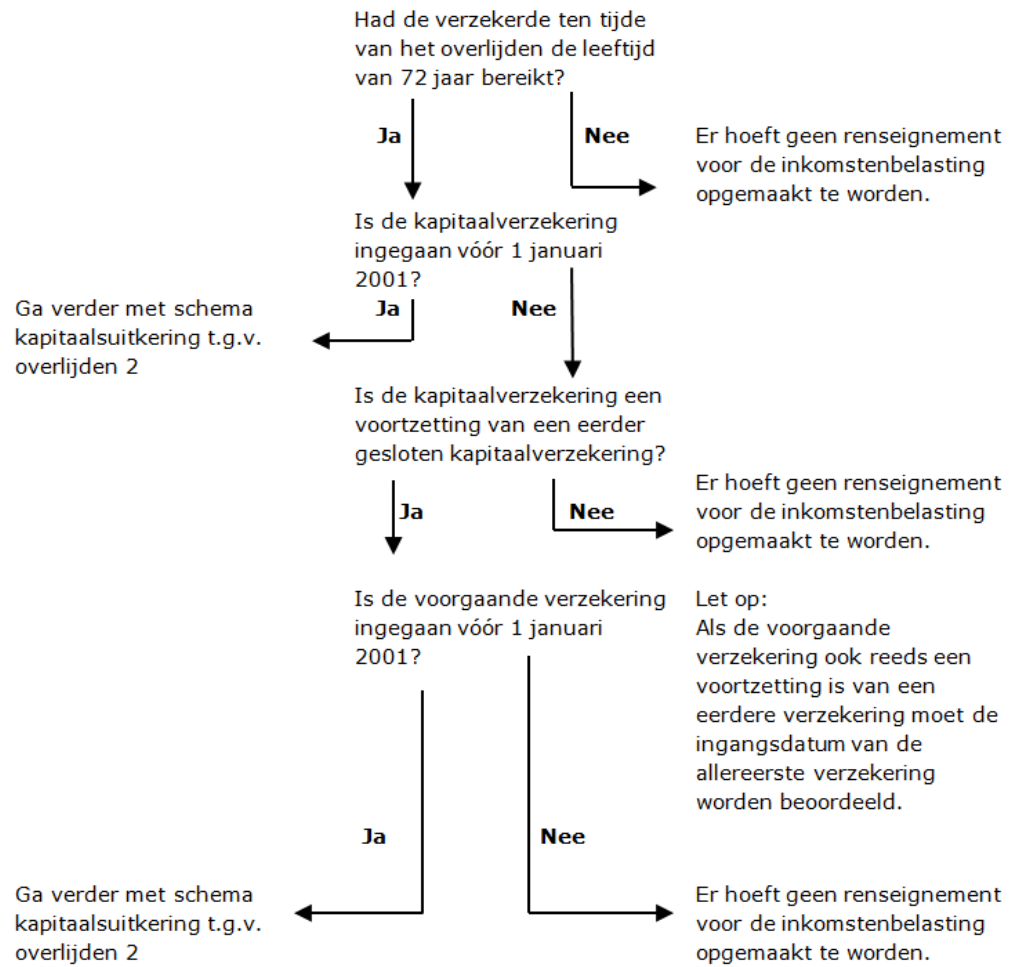 Had de verzekerde ten tijde
van het overlijden de leeftijd
van 72 jaar bereikt?
Ja
Nee
Er hoeft geen renseignement
voor de inkomstenbelasting
opgemaakt te worden.
Is de kapitaalverzekering
ingegaan vóór 1 januari
2001?
Ja
Nee
Ga verder met schema
kapitaalsuitkering t.g.v.
overlijden 2
Is de kapitaalverzekering een
voortzetting van een eerder
gesloten kapitaalverzekering?
Ja
Nee
Er hoeft geen renseignement
voor de inkomstenbelasting
opgemaakt te worden.
Is de voorgaande verzekering
ingegaan vóór 1 januari
2001?
Let op:
Als de voorgaande
verzekering ook reeds een
voortzetting is van een
eerdere verzekering moet de
ingangsdatum van de
allereerste verzekering
worden beoordeeld.
Ja
Nee
Ga verder met schema
kapitaalsuitkering t.g.v.
overlijden 2
Er hoeft geen renseignement
voor de inkomstenbelasting
opgemaakt te worden.